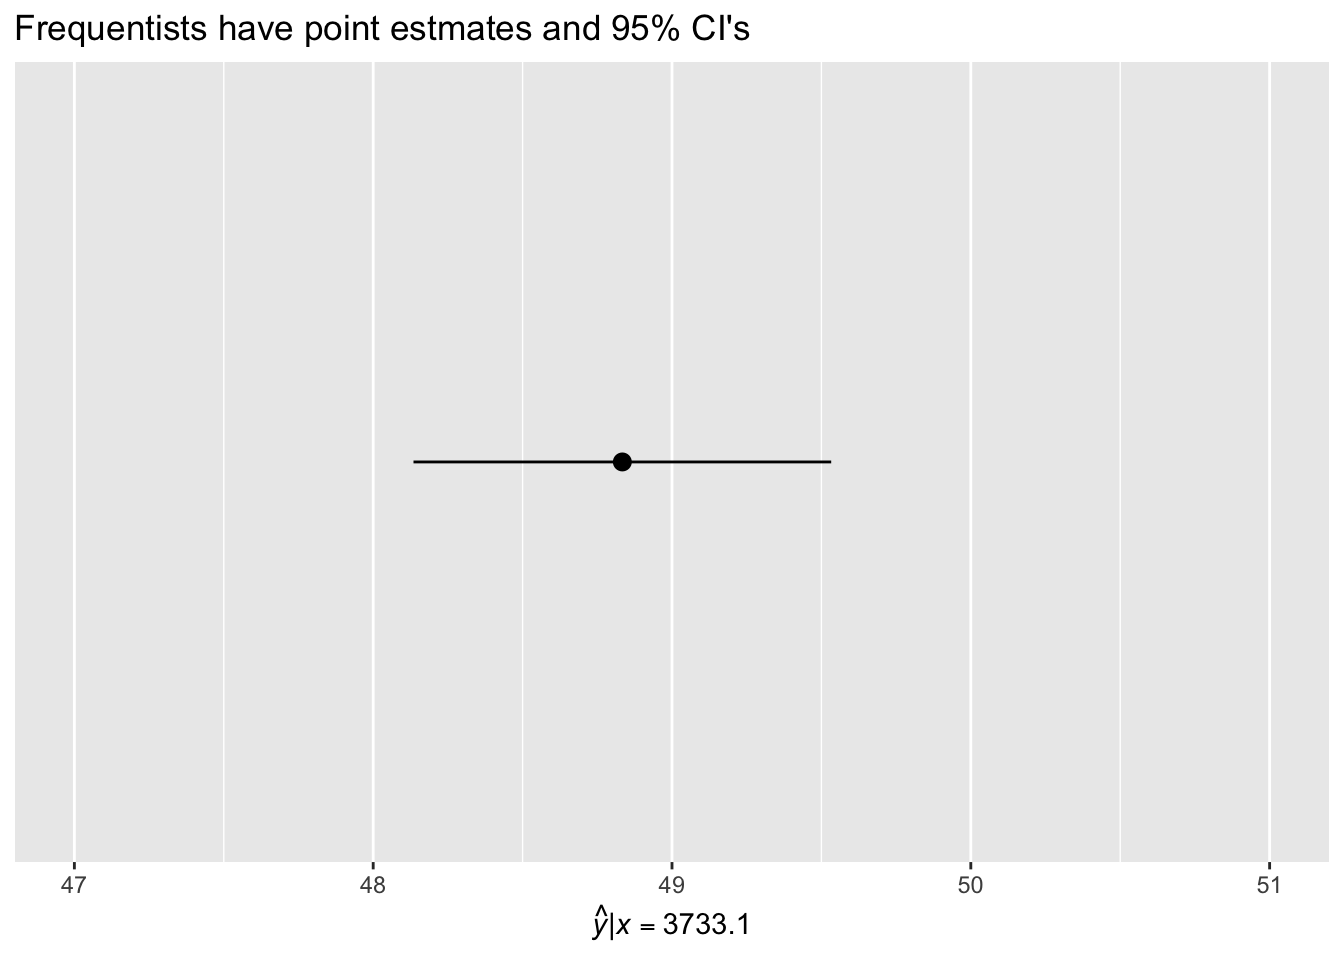 Frequentists have point estmates and 95% CI's
47 48 49 50 51
ŷ|x = 3733.1